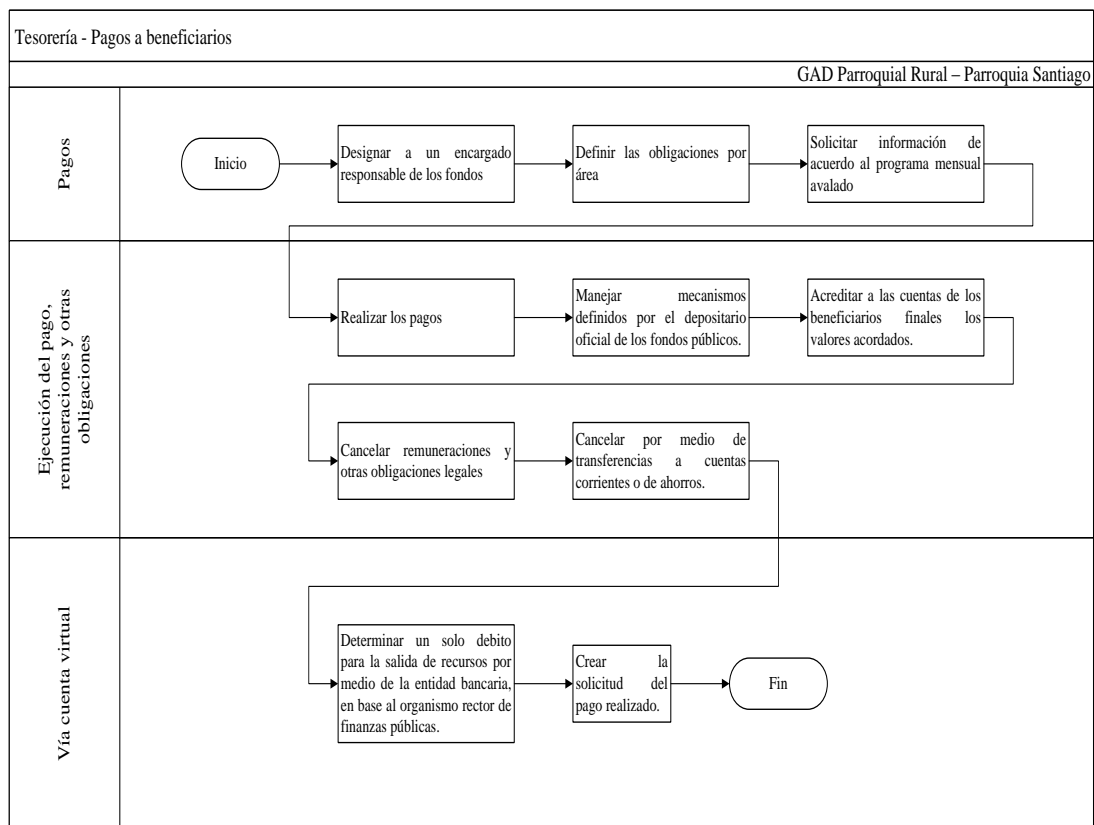 Tesorería - Pagos a beneficiarios
GAD Parroquial Rural – Parroquia Santiago
Pagos
Inicio
Designar a un encargado
responsable de los fondos
Definir las obligaciones por
área
Solicitar información de
acuerdo al programa mensual
avalado
Ejecución del pago,
remuneraciones y otras
obligaciones
Realizar los pagos
Manejar mecanismos
definidos por el depositario
oficial de los fondos públicos.
Acreditar a las cuentas de los
beneficiarios finales los
valores acordados.
Cancelar remuneraciones y
otras obligaciones legales
Cancelar por medio de
transferencias a cuentas
corrientes o de ahorros.
Vía cuenta virtual
Determinar un solo debito
para la salida de recursos por
medio de la entidad bancaria,
en base al organismo rector de
finanzas públicas.
Crear la
solicitud del
pago realizado.
Fin